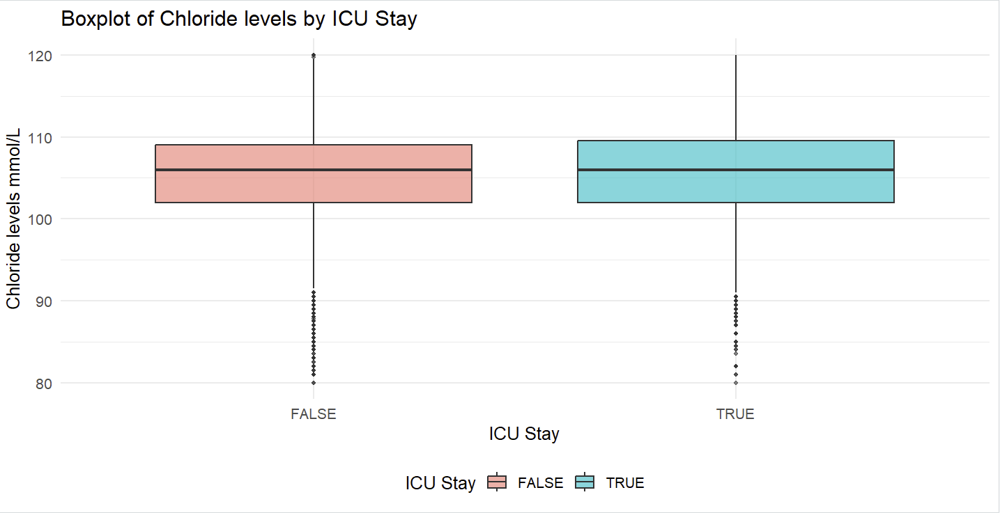 Boxplot of Chloride levels by ICU Stay
Chloride levels mmol/L
120
110
100
90
80
FALSE TRUE
ICU Stay
ICU Stay FALSE TRUE